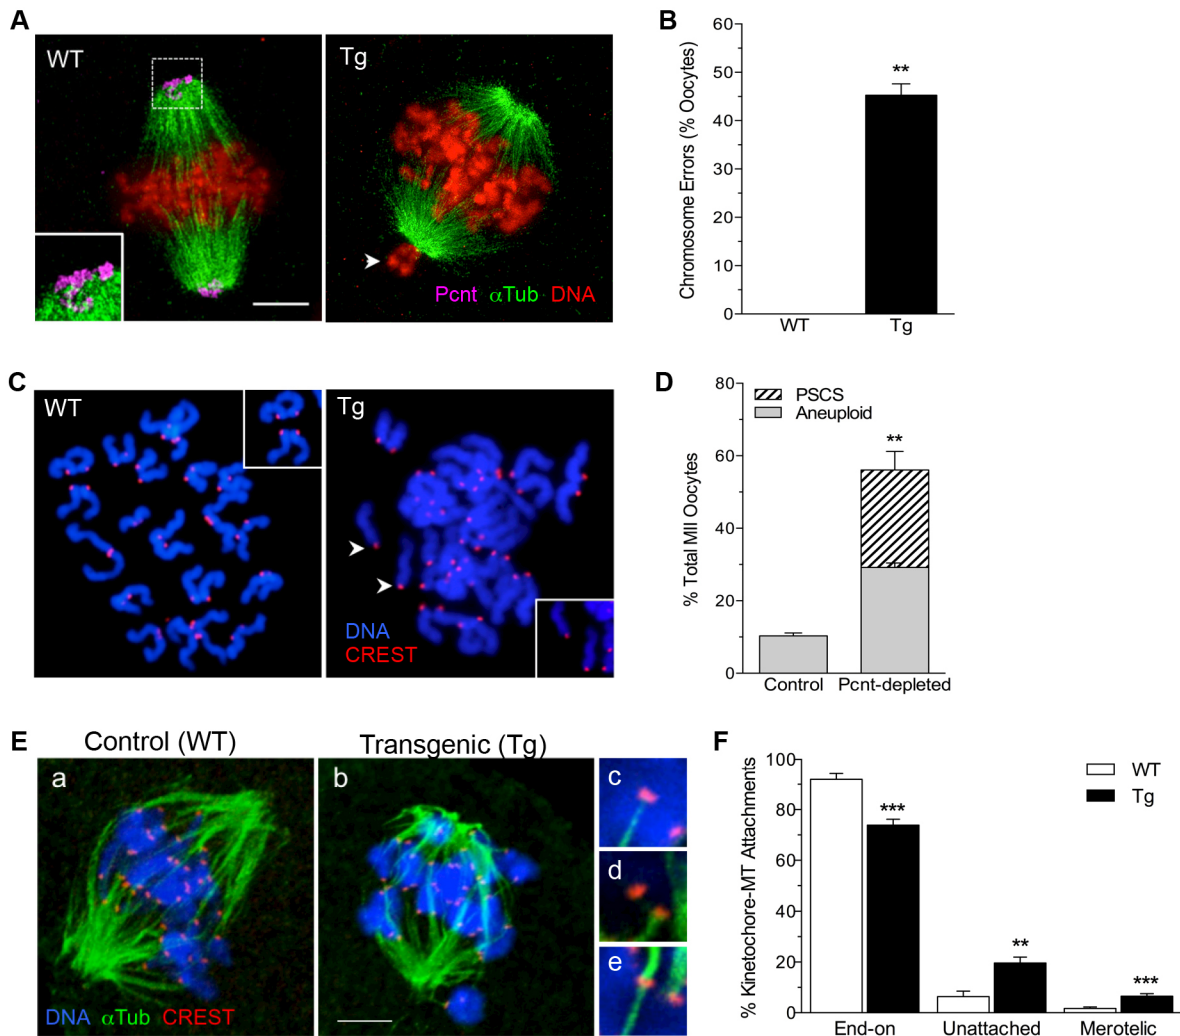 A
WT
Tg
Pcnt αTub DNA
B
Chromosome Errors (% Oocytes)
60
50
40
30
20
10
0
**
WT
Tg
C
WT
Tg
DNA
CREST
D
% Total MII Oocytes
80
60
40
20
0
PSCS
Aneuploid
**
Control
Pcnt-depleted
E
Control (WT)
Transgenic (Tg)
a
b
c
d
e
DNA αTub CREST
F
% Kinetochore-MT Attachments
100
80
60
40
20
0
WT
Tg
***
**
***
End-on
Unattached
Merotelic